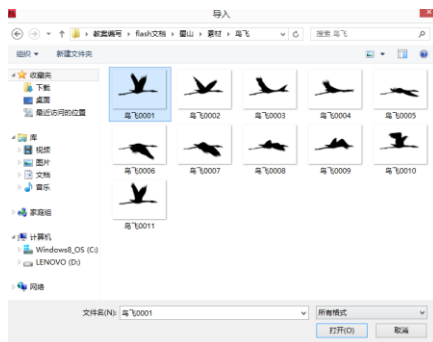 导入
教案编写 flash文档 蜀山 素材 鸟飞
搜索 鸟飞
组织 新建文件夹
收藏夹
下载
桌面
最近访问的位置
库
视频
图片
文档
音乐
家庭组
计算机
Windows8_OS (C:)
LENOVO (D:)
网络
鸟飞0001 鸟飞0002 鸟飞0003 鸟飞0004 鸟飞0005
鸟飞0006 鸟飞0007 鸟飞0008 鸟飞0009 鸟飞0010
鸟飞0011
文件名(N): 鸟飞0001 所有格式
打开(O) 取消